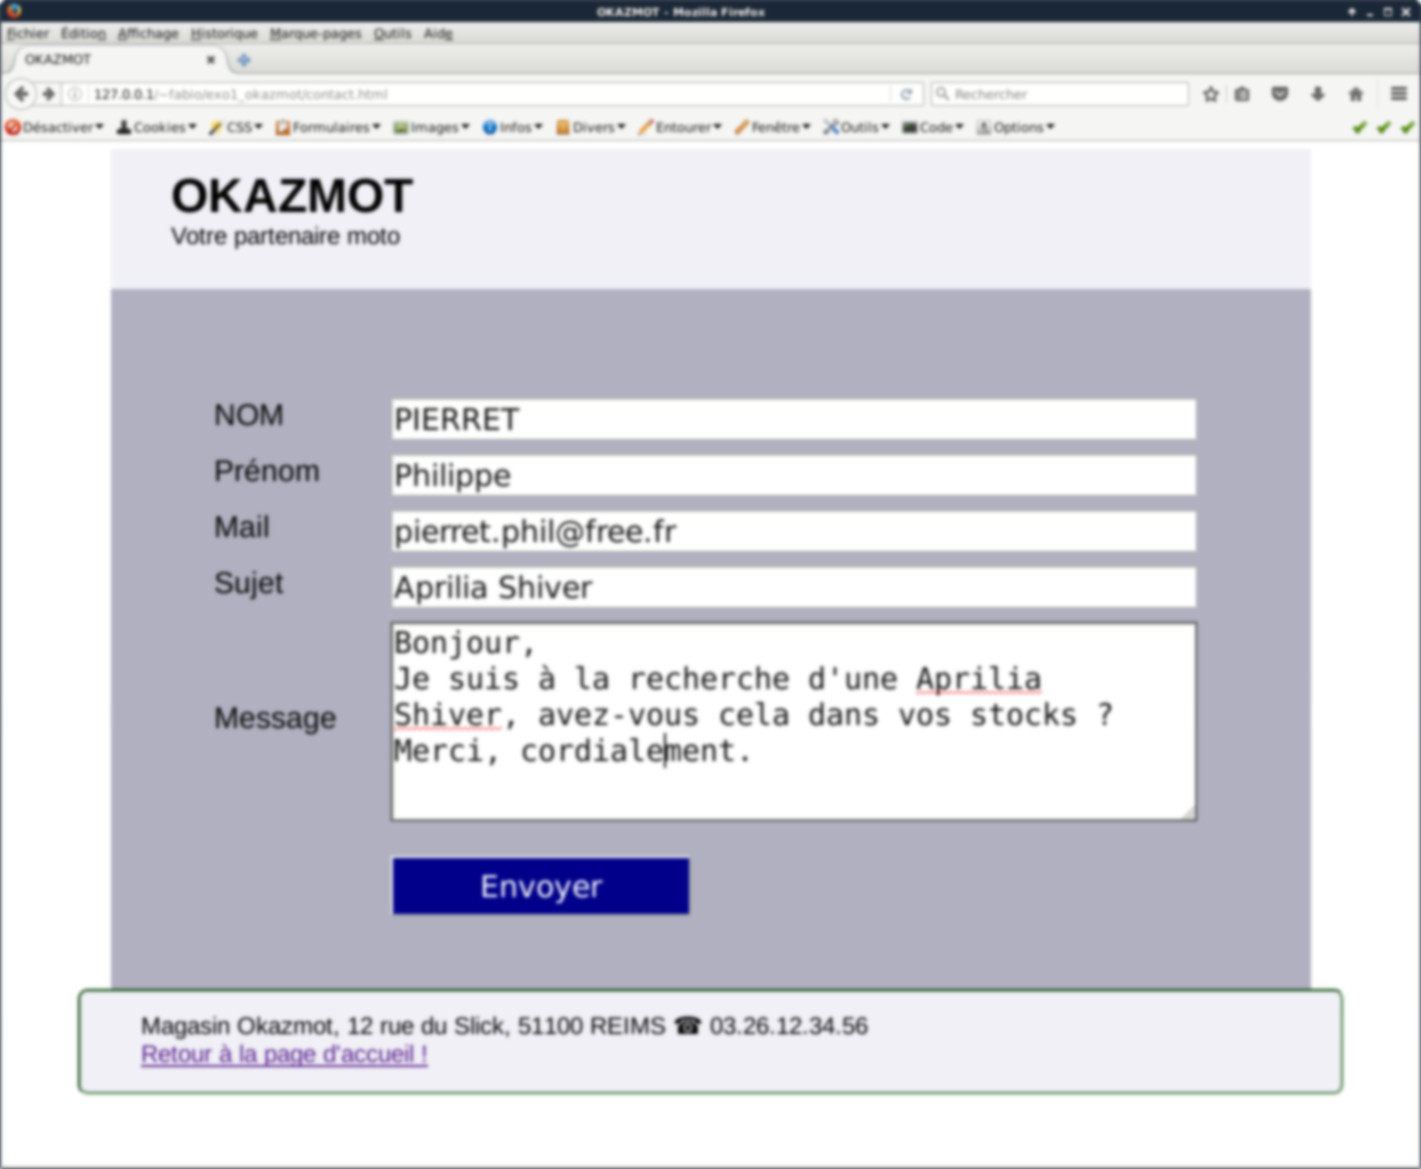 OKAZMOT - Mozilla Firefox
Fichier Édition Affichage Historique Marque-pages Outils Aide
OKAZMOT
127.0.0.1/~fabio/exo1_okazmot/contact.html Rechercher
Désactiver Cookies CSS Formulaires Images Infos Divers Entourer Fenêtre Outils Code Options
OKAZMOT
Votre partenaire moto
NOM PIERRET
Prénom Philippe
Mail pierret.phil@free.fr
Sujet Aprilia Shiver
Message
Bonjour,
Je suis à la recherche d'une Aprilia
Shiver, avez-vous cela dans vos stocks ?
Merci, cordialement.
Envoyer
Magasin Okazmot, 12 rue du Slick, 51100 REIMS ☎ 03.26.12.34.56
Retour à la page d'accueil !